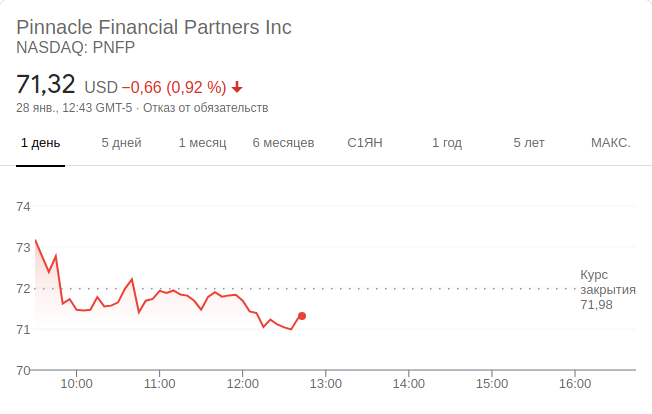 Pinnacle Financial Partners Inc
NASDAQ: PNFP
71,32 USD −0,66 (0,92 %)
28 янв., 12:43 GMT-5 · Отказ от обязательств
1 день 5 дней 1 месяц 6 месяцев С1ЯН 1 год 5 лет МАКС.
74
73
Курс
72 закрытия
71,98
71
70
10:00 11:00 12:00 13:00 14:00 15:00 16:00